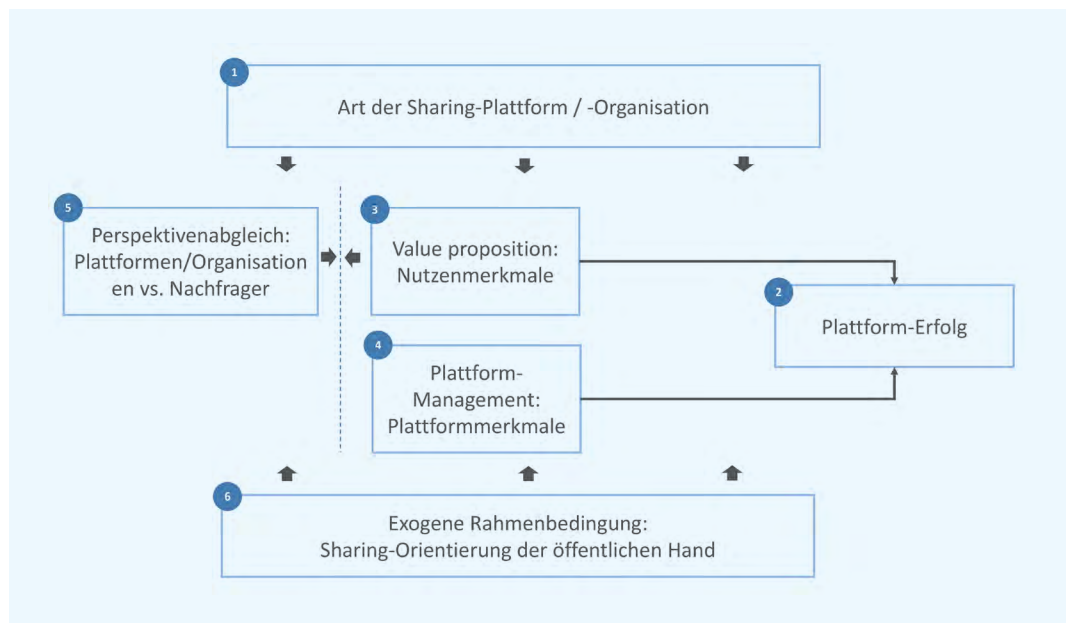 1
Art der Sharing-Plattform / -Organisation
5
Perspektivenabgleich:
Plattformen/Organisation
en vs. Nachfrager
3
Value proposition:
Nutzenmerkmale
2
Plattform-Erfolg
4
Plattform-
Management:
Plattformmerkmale
6
Exogene Rahmenbedingung:
Sharing-Orientierung der öffentlichen Hand